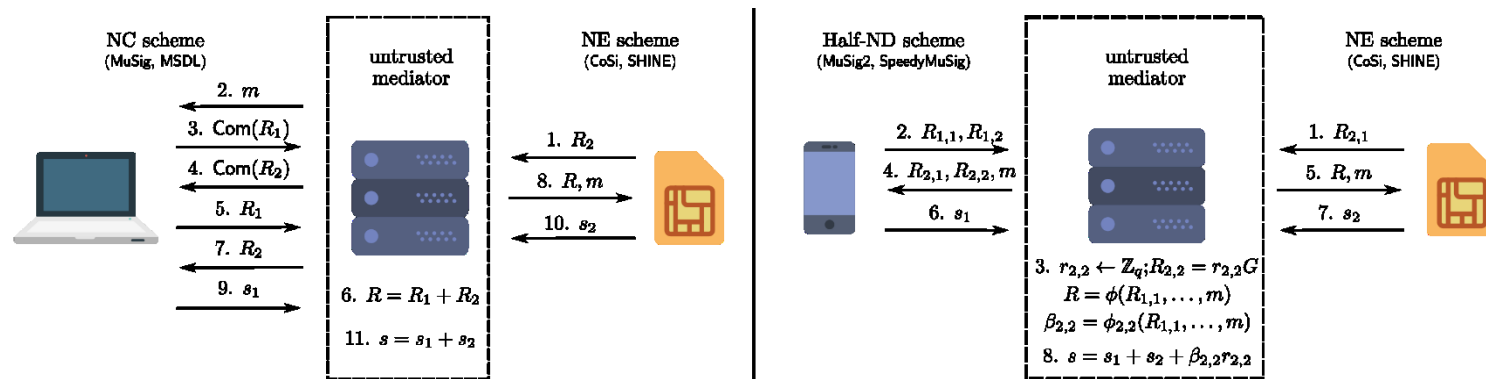 NC scheme
(MuSig, MSDL)
untrusted
mediator
NE scheme
(CoSi, SHINE)
2. m
3. Com(R₁)
4. Com(R₂)
5. R₁
7. R₂
9. s₁
1. R₂
8. R, m
10. s₂
6. R = R₁ + R₂
11. s = s₁ + s₂
Half-ND scheme
(MuSig2, SpeedyMuSig)
untrusted
mediator
NE scheme
(CoSi, SHINE)
2. R₁,₁, R₁,₂
4. R₂,₁, R₂,₂, m
6. s₁
1. R₂,₁
5. R, m
7. s₂
3. r₂,₂ ← ℤq; R₂,₂ = r₂,₂G
R = ϕ(R₁,₁, . . . , m)
β₂,₂ = ϕ₂,₂(R₁,₁, . . . , m)
8. s = s₁ + s₂ + β₂,₂r₂,₂